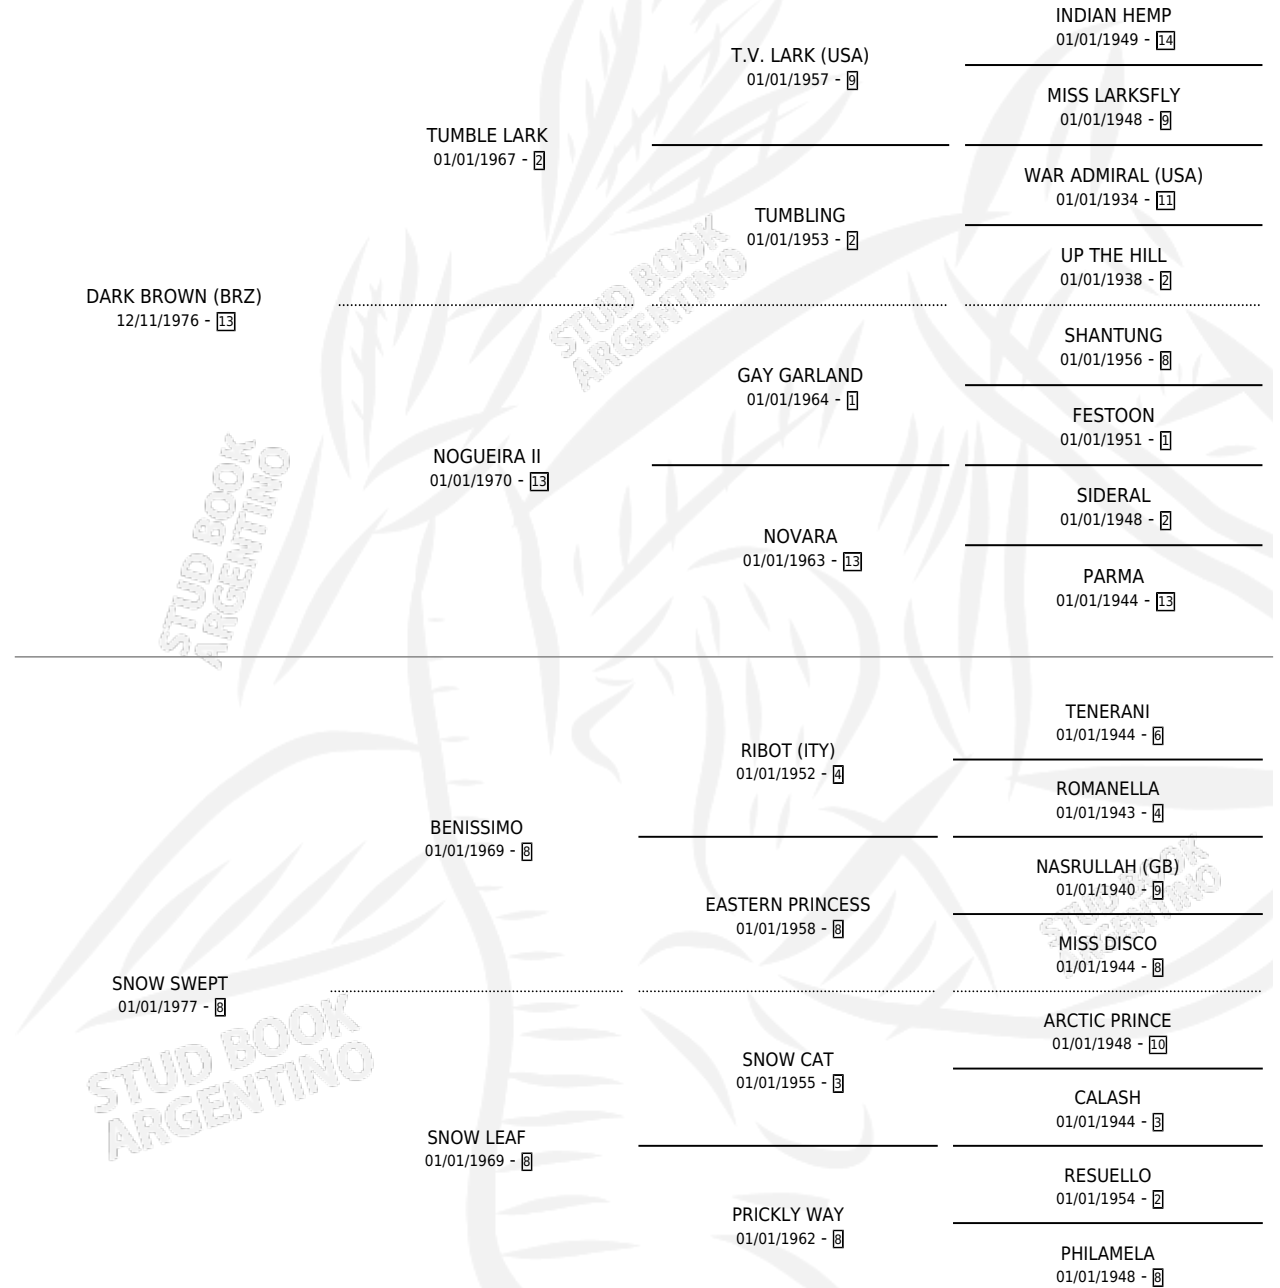 INDIAN HEMP
01/01/1949 - 14
T.V. LARK (USA)
01/01/1957 - 9
MISS LARKSFLY
01/01/1948 - 9
TUMBLE LARK
01/01/1967 - 2
WAR ADMIRAL (USA)
01/01/1934 - 11
TUMBLING
01/01/1953 - 2
UP THE HILL
01/01/1938 - 2
DARK BROWN (BRZ)
12/11/1976 - 13
STUD BOOK
ARGENTINO
SHANTUNG
01/01/1956 - 8
GAY GARLAND
01/01/1964 - 1
FESTOON
01/01/1951 - 1
NOGUEIRA II
01/01/1970 - 13
SIDERAL
01/01/1948 - 2
NOVARA
01/01/1963 - 13
PARMA
01/01/1944 - 13
STUD BOOK
ARGENTINO
TENERANI
01/01/1944 - 6
RIBOT (ITY)
01/01/1952 - 4
ROMANELLA
01/01/1943 - 4
BENISSIMO
01/01/1969 - 8
NASRULLAH (GB)
01/01/1940 - 9
EASTERN PRINCESS
01/01/1958 - 8
MISS DISCO
01/01/1944 - 8
STUD BOOK
ARGENTINO
SNOW SWEPT
01/01/1977 - 8
ARCTIC PRINCE
01/01/1948 - 10
SNOW CAT
01/01/1955 - 3
CALASH
01/01/1944 - 3
STUD BOOK
ARGENTINO
SNOW LEAF
01/01/1969 - 8
RESUELLO
01/01/1954 - 2
PRICKLY WAY
01/01/1962 - 8
PHILAMELA
01/01/1948 - 8